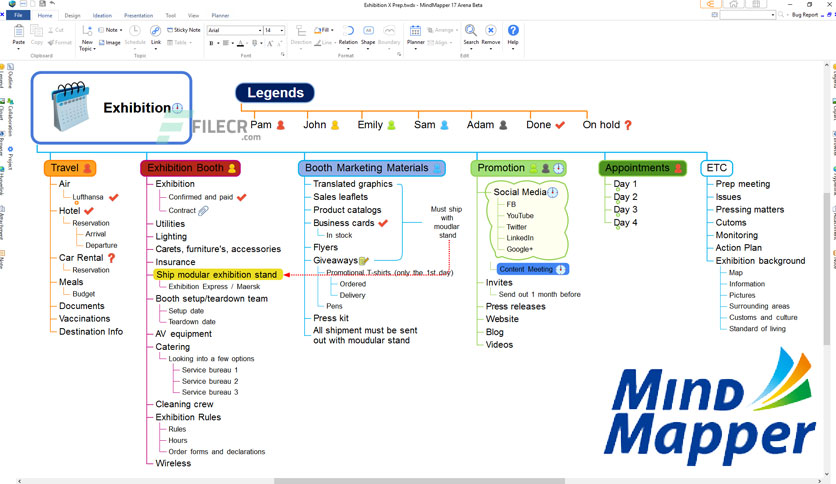 Exhibition X Prep.twdx - MindMapper 17 Arena Beta
File Home Insert Design Ideation Presentation Tool View Planner
Bug Report
Paste Cut Copy Format
New Topic Note Design Image Schedule Topic Link Sticky Note Table
Arial 14
Direction Fill Line Relation Shape Boundary
Planner Arrange Align
Search Remove Help
Clipboard Topic Font Format Edit
Outline
Collaboration
Project
Exhibition
Legends
Pam John Emily Sam Adam Done On hold ?
FILECR
.com
Travel
Air
Lufthansa
Hotel
Reservation
Arrival
Departure
Car Rental ?
Reservation
Meals
Budget
Documents
Vaccinations
Destination Info
Exhibition Booth
Exhibition
Confirmed and paid
Contract
Utilities
Lighting
Carets, furniture's, accessories
Insurance
Ship modular exhibition stand
Exhibition Express / Maersk
Booth setup/teardown team
Setup date
Teardown date
AV equipment
Catering
Looking into a few options
Service bureau 1
Service bureau 2
Service bureau 3
Cleaning crew
Exhibition Rules
Rules
Hours
Order forms and declarations
Wireless
Booth Marketing Materials
Translated graphics
Sales leaflets
Product catalogs
Business cards
In stock
Flyers
Giveaways
Promotional T-shirts (only the 1st day)
Ordered
Delivery
Pens
Press kit
All shipment must be sent
out with moudular stand
Must ship
with
moudlar
stand
Promotion
Social Media
FB
YouTube
Twitter
LinkedIn
Google+
Content Meeting
Invites
Send out 1 month before
Press releases
Website
Blog
Videos
Appointments
Day 1
Day 2
Day 3
Day 4
ETC
Prep meeting
Issues
Pressing matters
Cutoms
Monitoring
Action Plan
Exhibition background
Map
Information
Pictures
Surrounding areas
Customs and culture
Standard of living
MIND
MAPPER